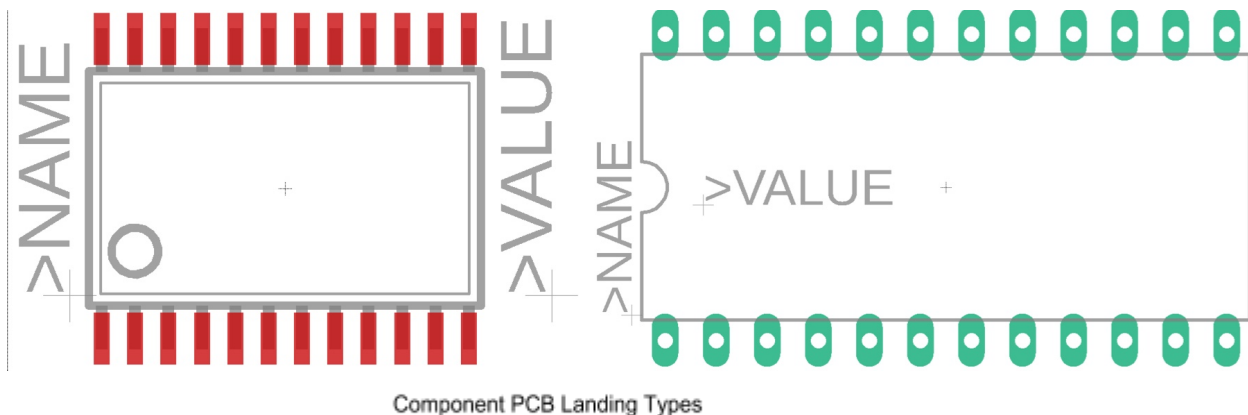 >NAME
>VALUE
>NAME
>VALUE
Component PCB Landing Types